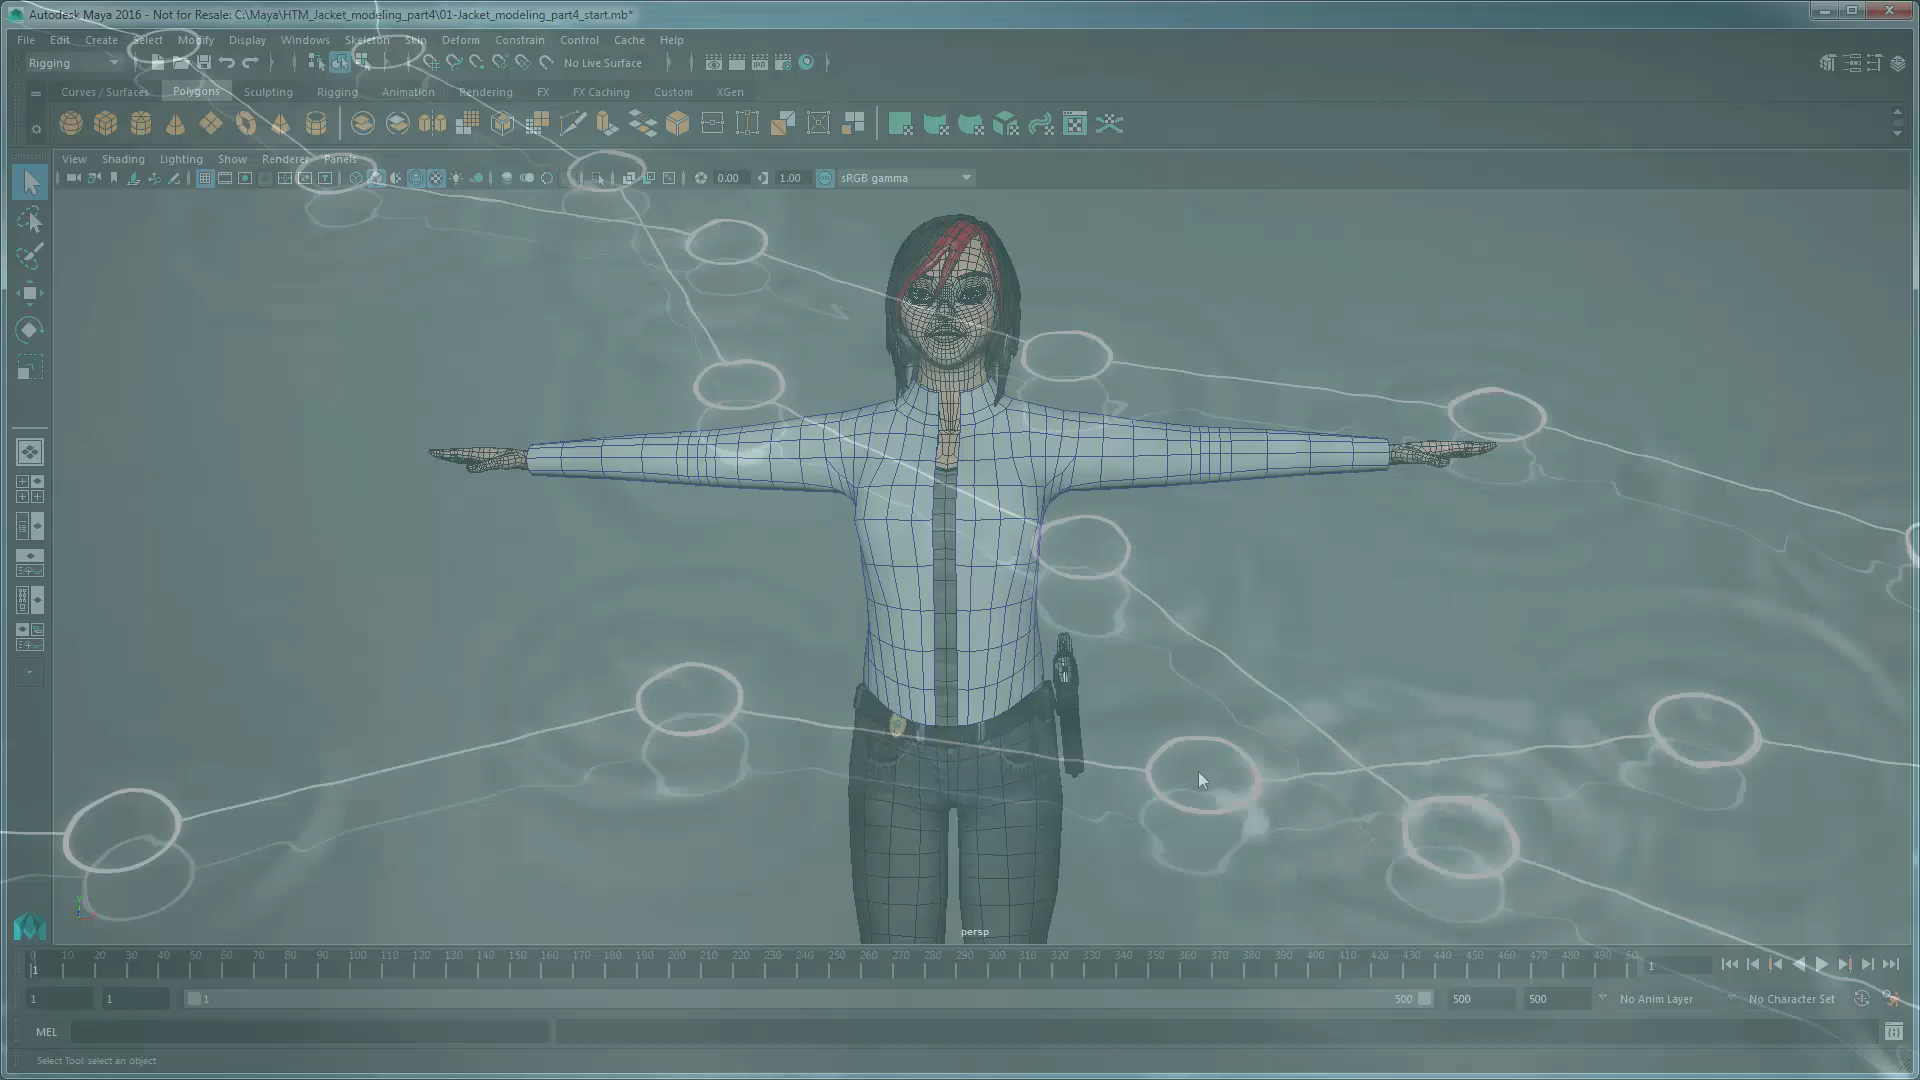 Autodesk Maya 2016 - Not for Resale: C:\Maya\HTM_Jacket_modeling_part4\01-Jacket_modeling_part4_start.mb*
File Edit Create Select Modify Display Windows Skeleton Skin Deform Constrain Control Cache Help
Rigging No Live Surface IPR
Curves / Surfaces Polygons Sculpting Rigging Animation Rendering FX FX Caching Custom XGen
View Shading Lighting Show Renderer Panels
0.00 1.00 sRGB gamma
persp
0 10 20 30 40 50 60 70 80 90 100 110 120 130 140 150 160 170 180 190 200 210 220 230 240 250 260 270 280 290 300 310 320 330 340 350 360 370 380 390 400 410 420 430 440 450 460 470 480 490 50
1 1
1 1 1 500 500 500 No Anim Layer No Character Set
MEL
Select Tool: select an object